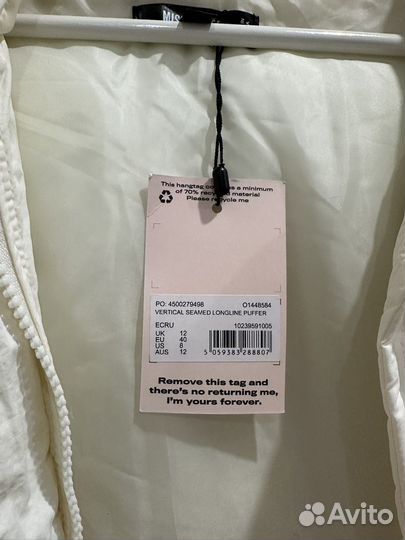 This hangtag co s a minimum
of 70% recycled material
Please recycle me
PO: 4500279498 O1448584
VERTICAL SEAMED LONGLINE PUFFER
ECRU 10239591005
UK 12
EU 40
US 8
AUS 12
5 059383 288807
Remove this tag and
there's no returning me,
I'm yours forever.
Avito